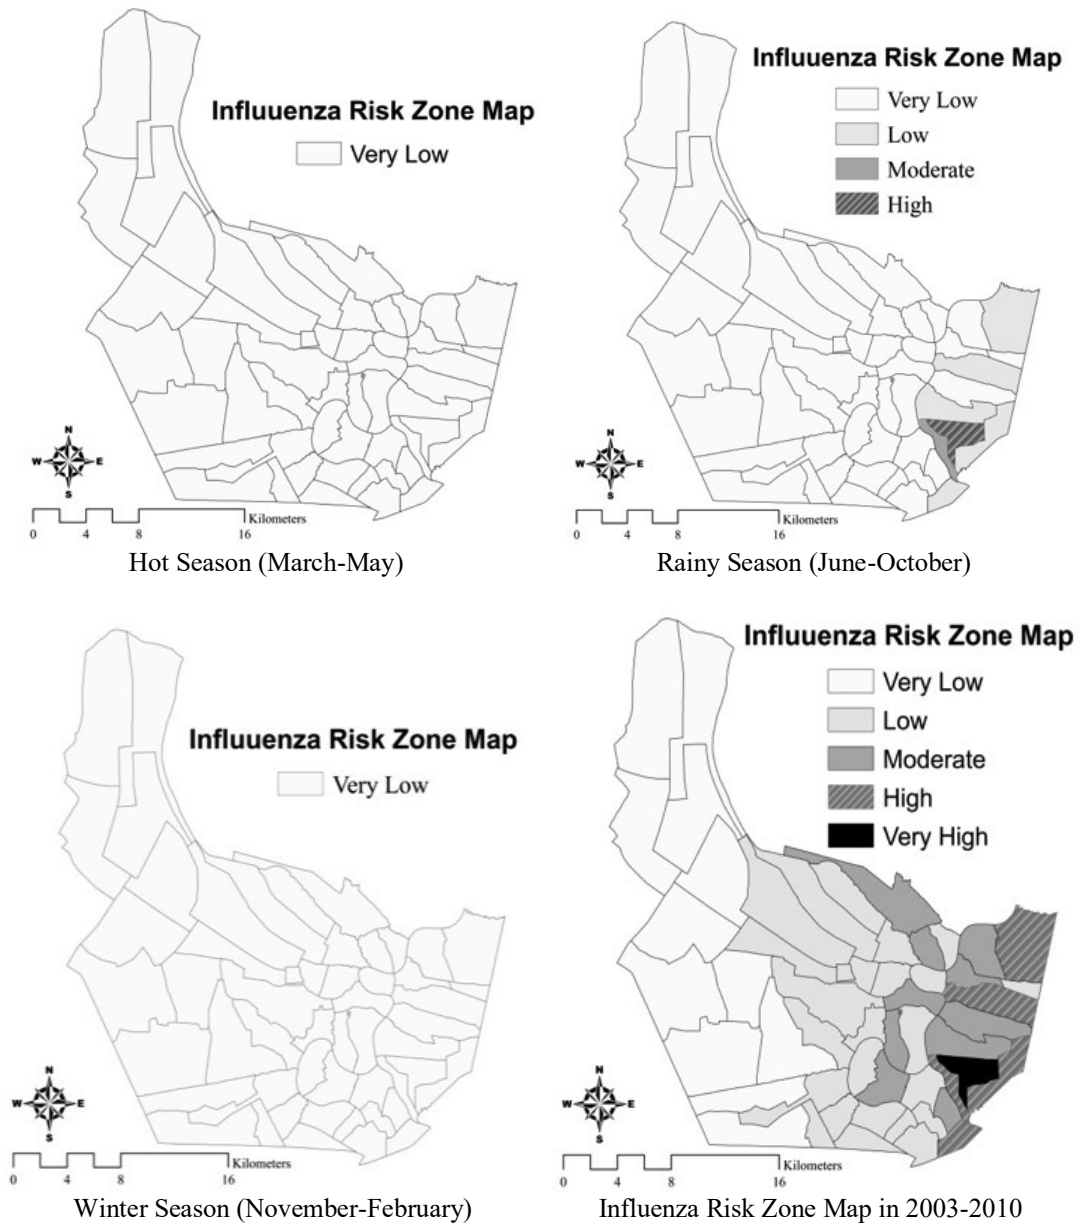 Influuenza Risk Zone Map
Very Low
N
W E
S
0 4 8 16
Kilometers
Hot Season (March-May)
Influuenza Risk Zone Map
Very Low
Low
Moderate
High
N
W E
S
0 4 8 16
Kilometers
Rainy Season (June-October)
Influuenza Risk Zone Map
Very Low
N
W E
S
0 4 8 16
Kilometers
Winter Season (November-February)
Influuenza Risk Zone Map
Very Low
Low
Moderate
High
Very High
N
W E
S
0 4 8 16
Kilometers
Influenza Risk Zone Map in 2003-2010